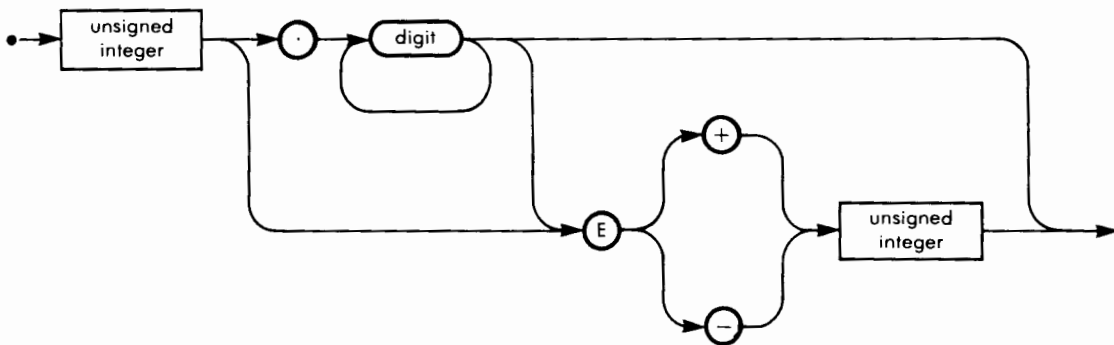 unsigned
integer
.
digit
+
E
unsigned
integer
−